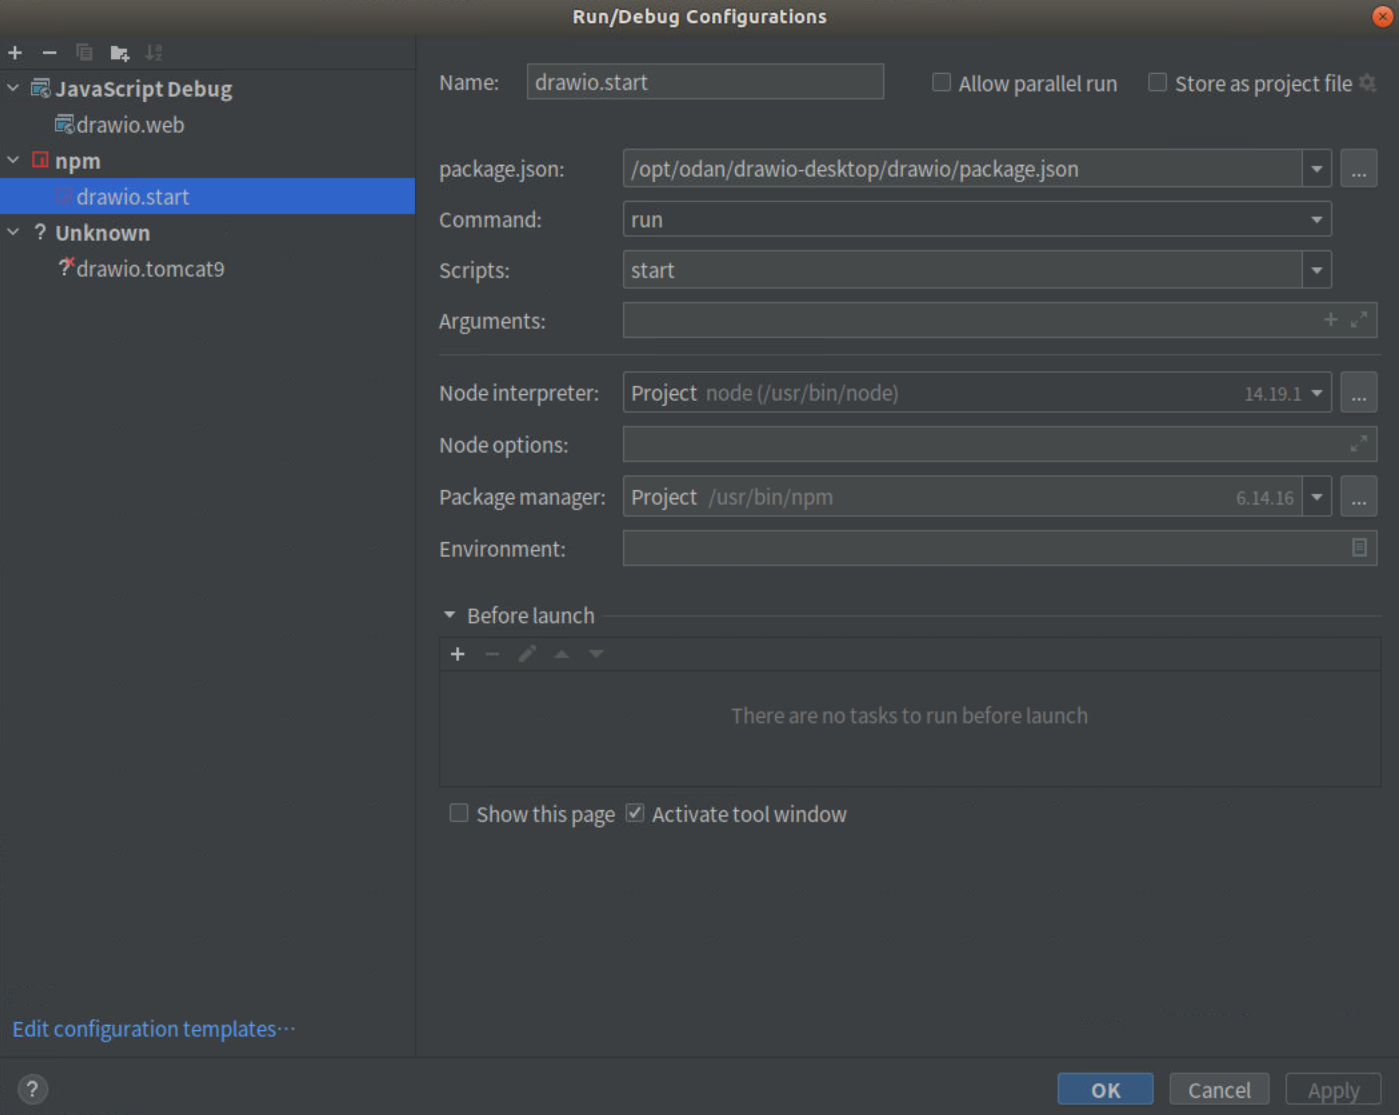 Run/Debug Configurations
JavaScript Debug
drawio.web
npm
drawio.start
? Unknown
drawio.tomcat9
Edit configuration templates...
Name: drawio.start
Allow parallel run
Store as project file
package.json: /opt/odan/drawio-desktop/drawio/package.json ...
Command: run
Scripts: start
Arguments:
Node interpreter: Project node (/usr/bin/node) 14.19.1 ...
Node options:
Package manager: Project /usr/bin/npm 6.14.16 ...
Environment:
Before launch
There are no tasks to run before launch
Show this page
Activate tool window
?
OK
Cancel
Apply